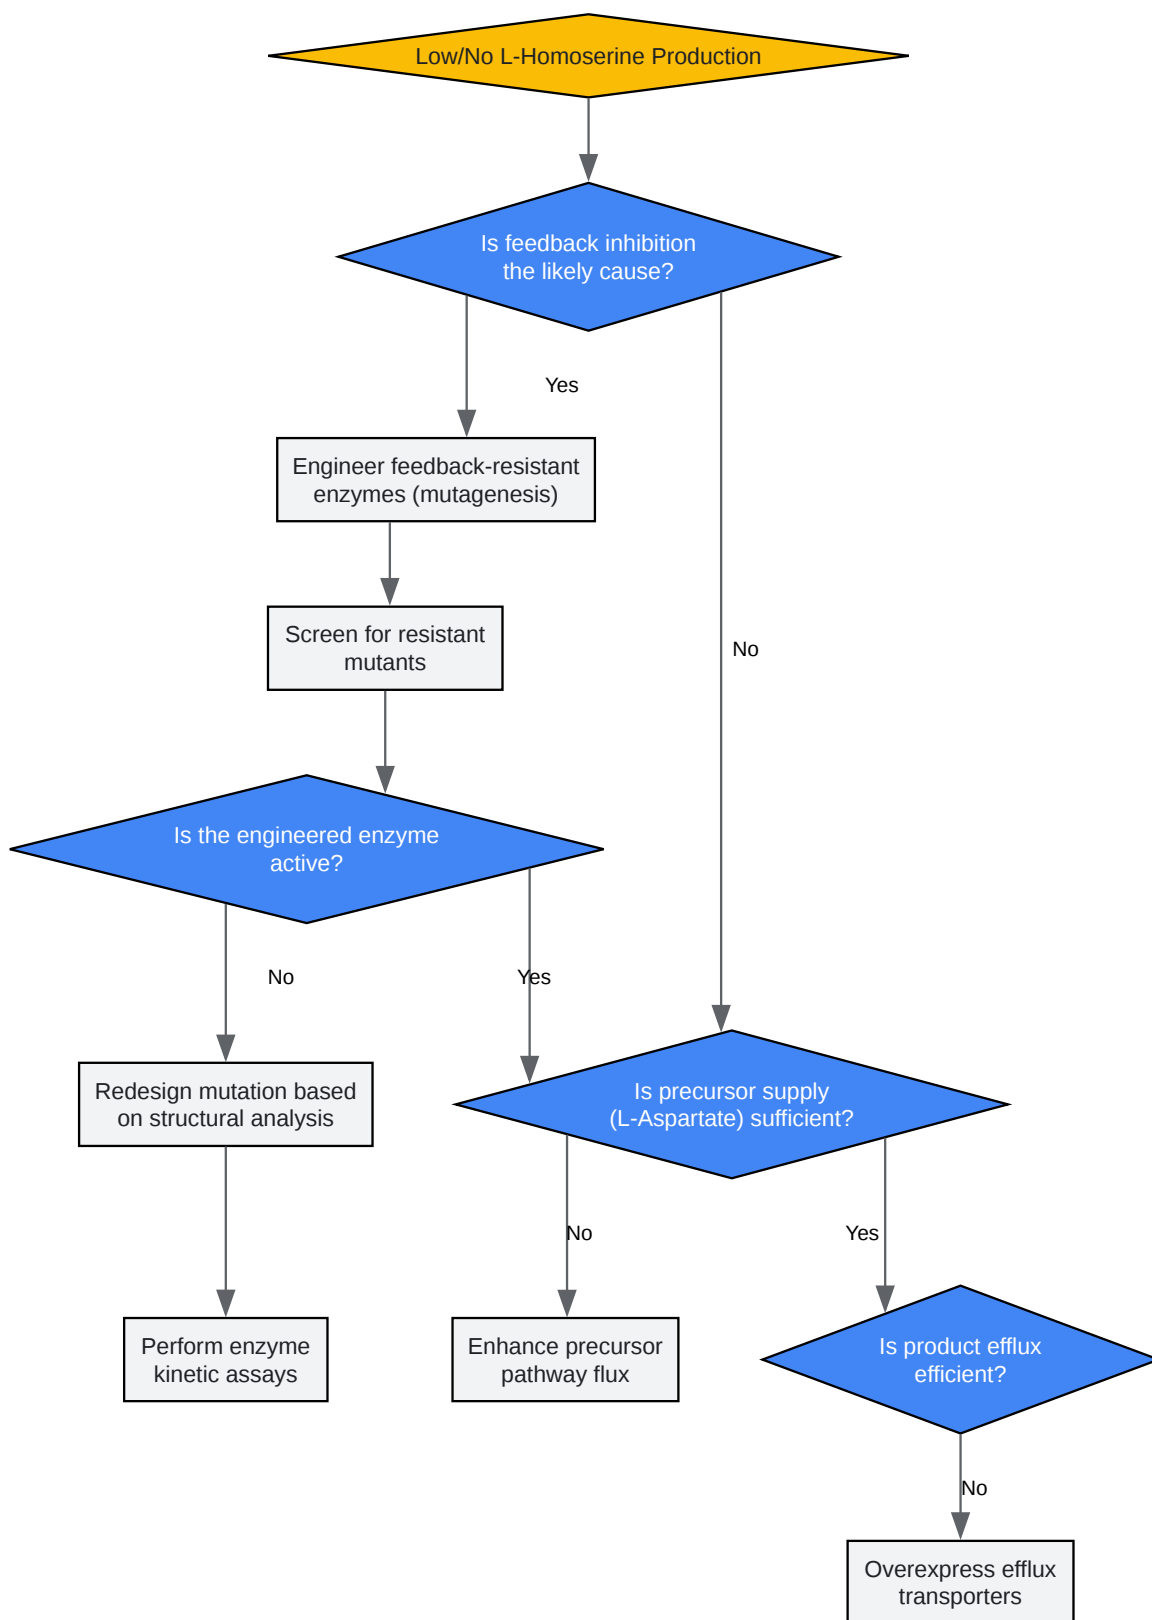 Low/No L-Homoserine Production
Is feedback inhibition
the likely cause?
Yes
Engineer feedback-resistant
enzymes (mutagenesis)
Screen for resistant
mutants
No
Is the engineered enzyme
active?
No
Yes
Redesign mutation based
on structural analysis
Is precursor supply
(L-Aspartate) sufficient?
No
Yes
Perform enzyme
kinetic assays
Enhance precursor
pathway flux
Is product efflux
efficient?
No
Overexpress efflux
transporters